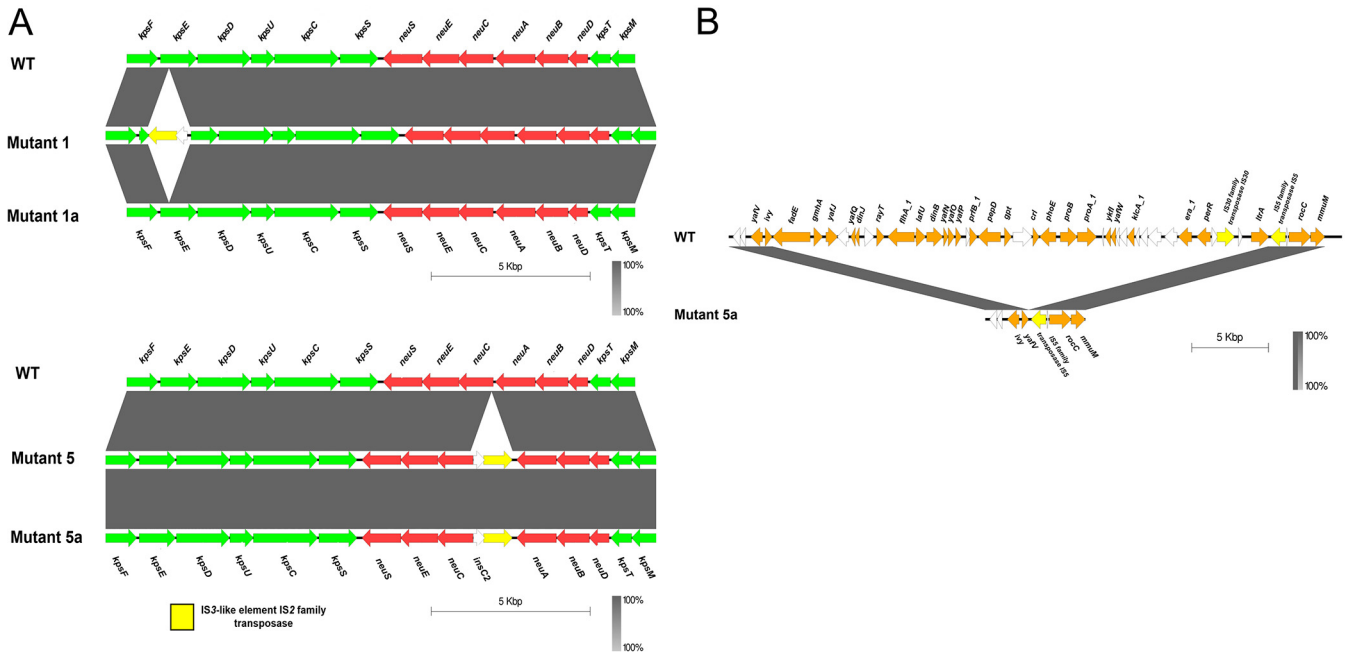 A
kpsF kpsE kpsD kpsU kpsC kpsS neuS neuE neuC neuA neuB neuD kpsT kpsM
WT
Mutant 1
Mutant 1a
kpsF kpsE kpsD kpsU kpsC kpsS neuS neuE neuC neuA neuB neuD kpsT kpsM
5 Kbp
100%
100%
kpsF kpsE kpsD kpsU kpsC kpsS neuS neuE neuC neuA neuB neuD kpsT kpsM
WT
Mutant 5
Mutant 5a
kpsF kpsE kpsD kpsU kpsC kpsS neuS neuE neuC insC2 neuA neuB neuD kpsT kpsM
5 Kbp
100%
100%
IS3-like element IS2 family
transposase
B
yafV ivy fadE gmhA yafJ yafQ dinJ rayT flhA_1 lafU dinB yafN yafO yafP prfB_1 pepD gpt crl phoE proB proA_1 ykfI yafW klcA_1 era_1 perR IS30 family
transposase IS30
ltrA IS5 family
transposase IS5
rocC mmuM
WT
Mutant 5a
ivy yafV IS5 family
transposase IS5
rocC mmuM
5 Kbp
100%
100%